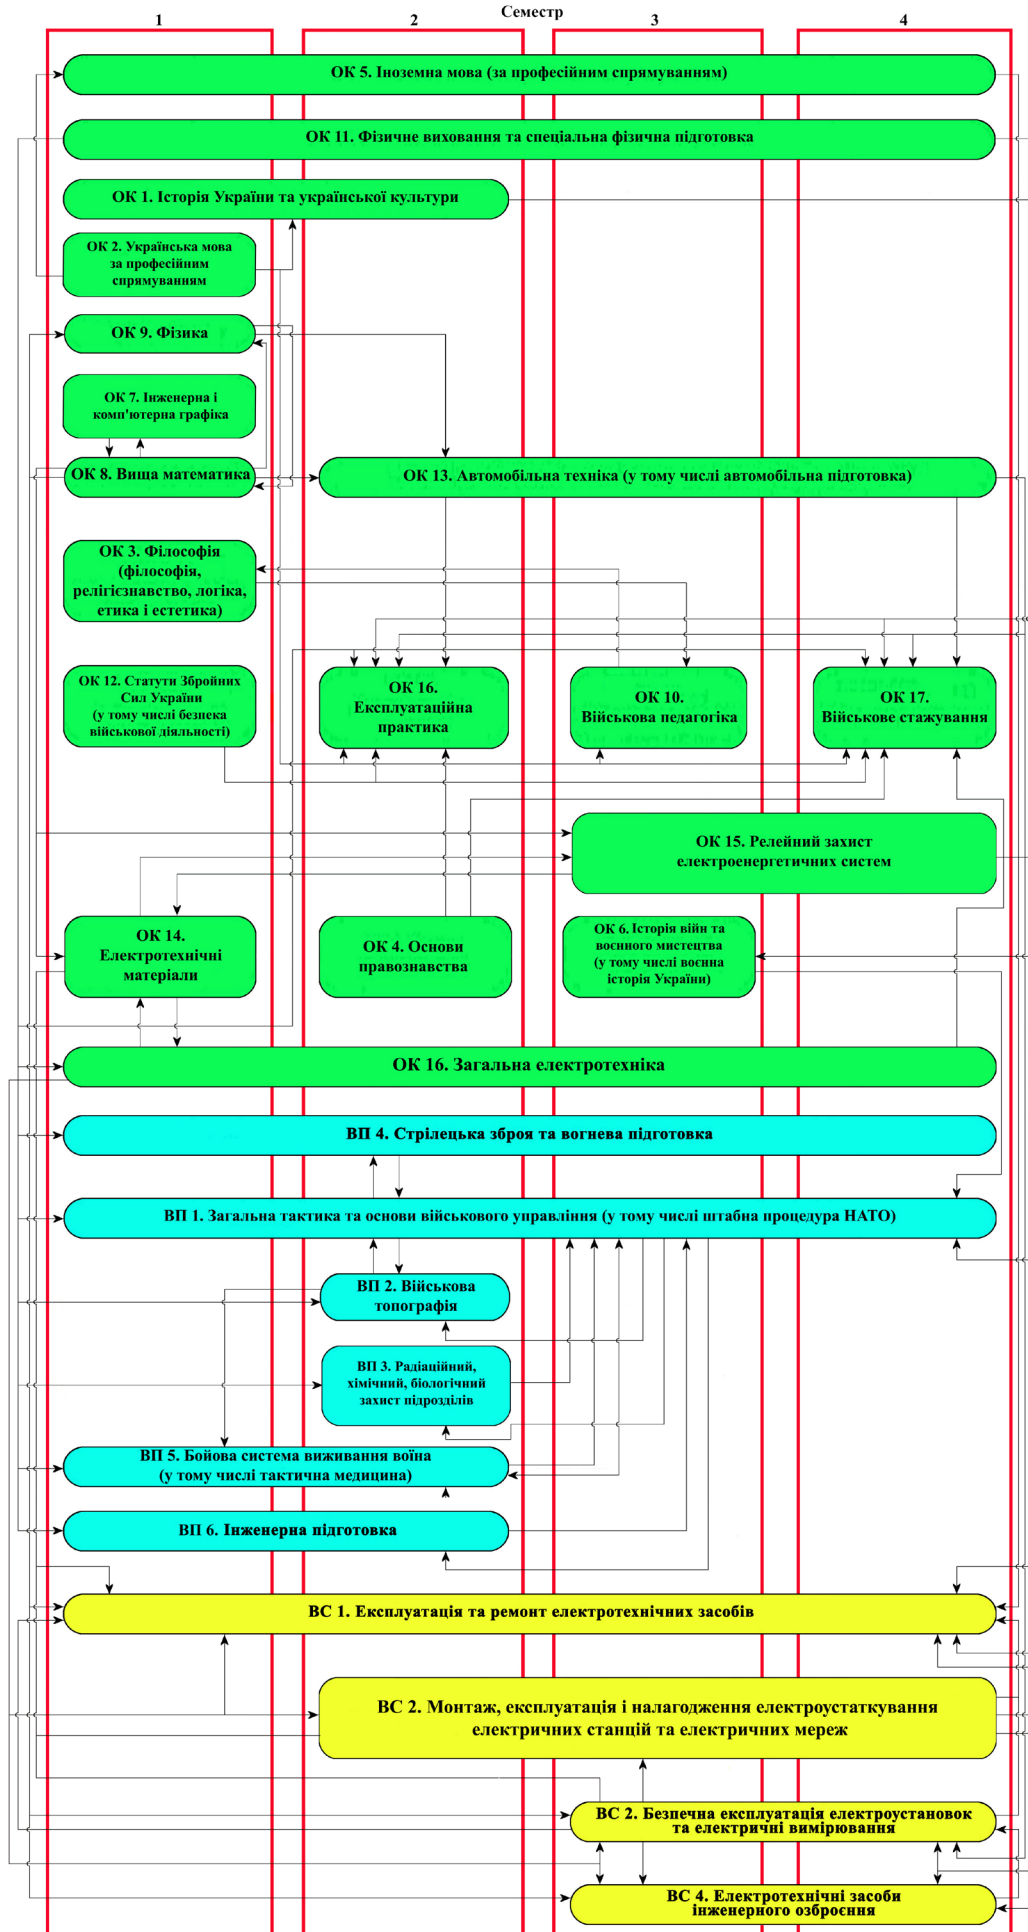 Семестр
1 2 3 4
ОК 5. Іноземна мова (за професійним спрямуванням)
ОК 11. Фізичне виховання та спеціальна фізична підготовка
ОК 1. Історія України та української культури
ОК 2. Українська мова
за професійним
спрямуванням
ОК 9. Фізика
ОК 7. Інженерна і
комп'ютерна графіка
ОК 8. Вища математика
ОК 13. Автомобільна техніка (у тому числі автомобільна підготовка)
ОК 3. Філософія
(філософія,
релігієзнавство, логіка,
етика і естетика)
ОК 12. Статути Збройних
Сил України
(у тому числі безпека
військової діяльності)
ОК 16.
Експлуатаційна
практика
ОК 10.
Військова педагогіка
ОК 17.
Військове стажування
ОК 15. Релейний захист
електроенергетичних систем
ОК 14.
Електротехнічні
матеріали
ОК 4. Основи
правознавства
ОК 6. Історія війн та
воєнного мистецтва
(у тому числі воєнна
історія України)
ОК 16. Загальна електротехніка
ВП 4. Стрілецька зброя та вогнева підготовка
ВП 1. Загальна тактика та основи військового управління (у тому числі штабна процедура НАТО)
ВП 2. Військова
топографія
ВП 3. Радіаційний,
хімічний, біологічний
захист підрозділів
ВП 5. Бойова система виживання воїна
(у тому числі тактична медицина)
ВП 6. Інженерна підготовка
ВС 1. Експлуатація та ремонт електротехнічних засобів
ВС 2. Монтаж, експлуатація і налагодження електроустаткування
електричних станцій та електричних мереж
ВС 2. Безпечна експлуатація електроустановок
та електричні вимірювання
ВС 4. Електротехнічні засоби
інженерного озброєння